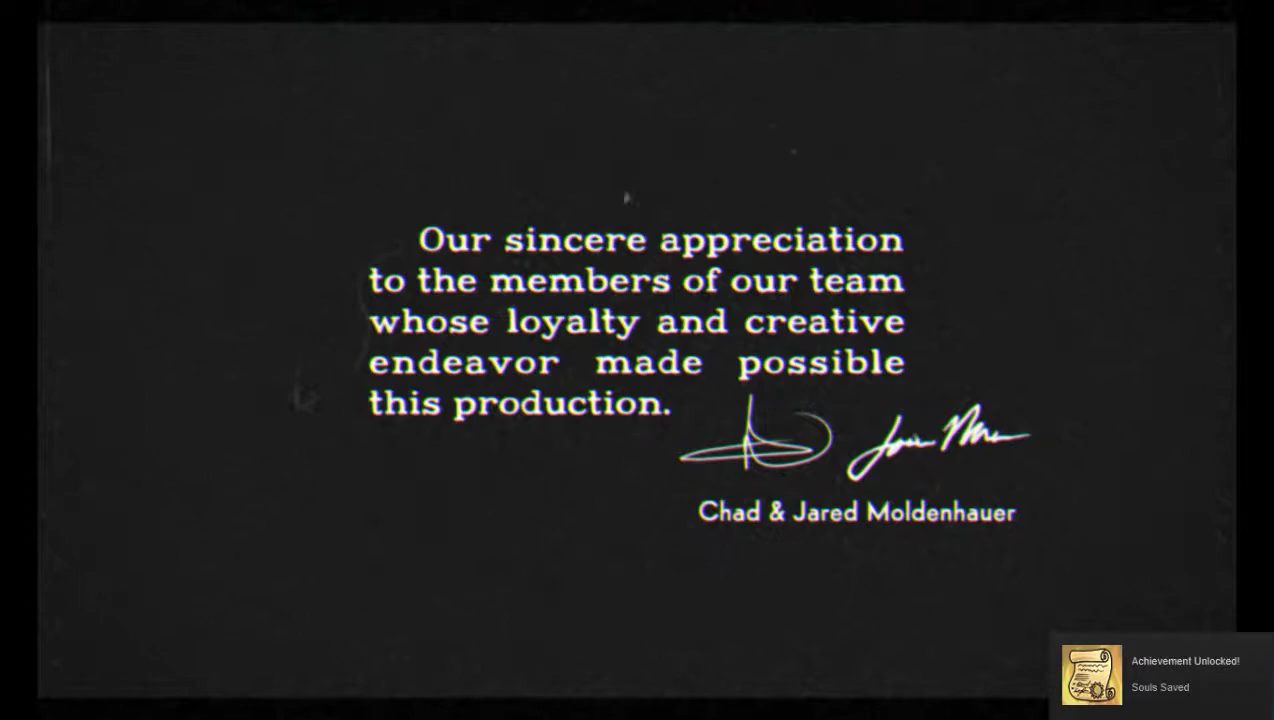 Our sincere appreciation
to the members of our team
whose loyalty and creative
endeavor made possible
this production.
Chad & Jared Moldenhauer
Achievement Unlocked!
Souls Saved